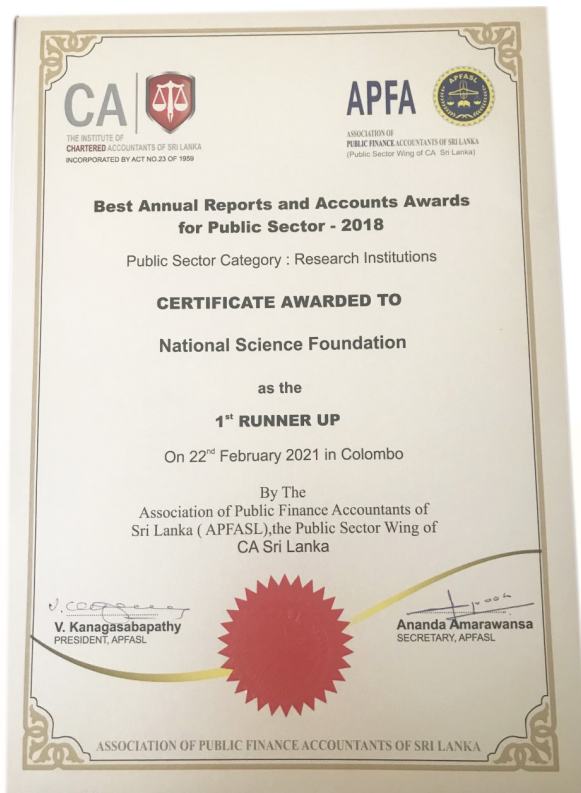 CA
THE INSTITUTE OF
CHARTERED ACCOUNTANTS OF SRI LANKA
INCORPORATED BY ACT NO.23 OF 1959
APFA
APFASL
ASSOCIATION OF
PUBLIC FINANCE ACCOUNTANTS OF SRI LANKA
(Public Sector Wing of CA Sri Lanka)
Best Annual Reports and Accounts Awards
for Public Sector - 2018
Public Sector Category : Research Institutions
CERTIFICATE AWARDED TO
National Science Foundation
as the
1st RUNNER UP
On 22nd February 2021 in Colombo
By The
Association of Public Finance Accountants of
Sri Lanka ( APFASL),the Public Sector Wing of
CA Sri Lanka
V. Kanagasabapathy
PRESIDENT, APFASL
Ananda Amarawansa
SECRETARY, APFASL
ASSOCIATION OF PUBLIC FINANCE ACCOUNTANTS OF SRI LANKA